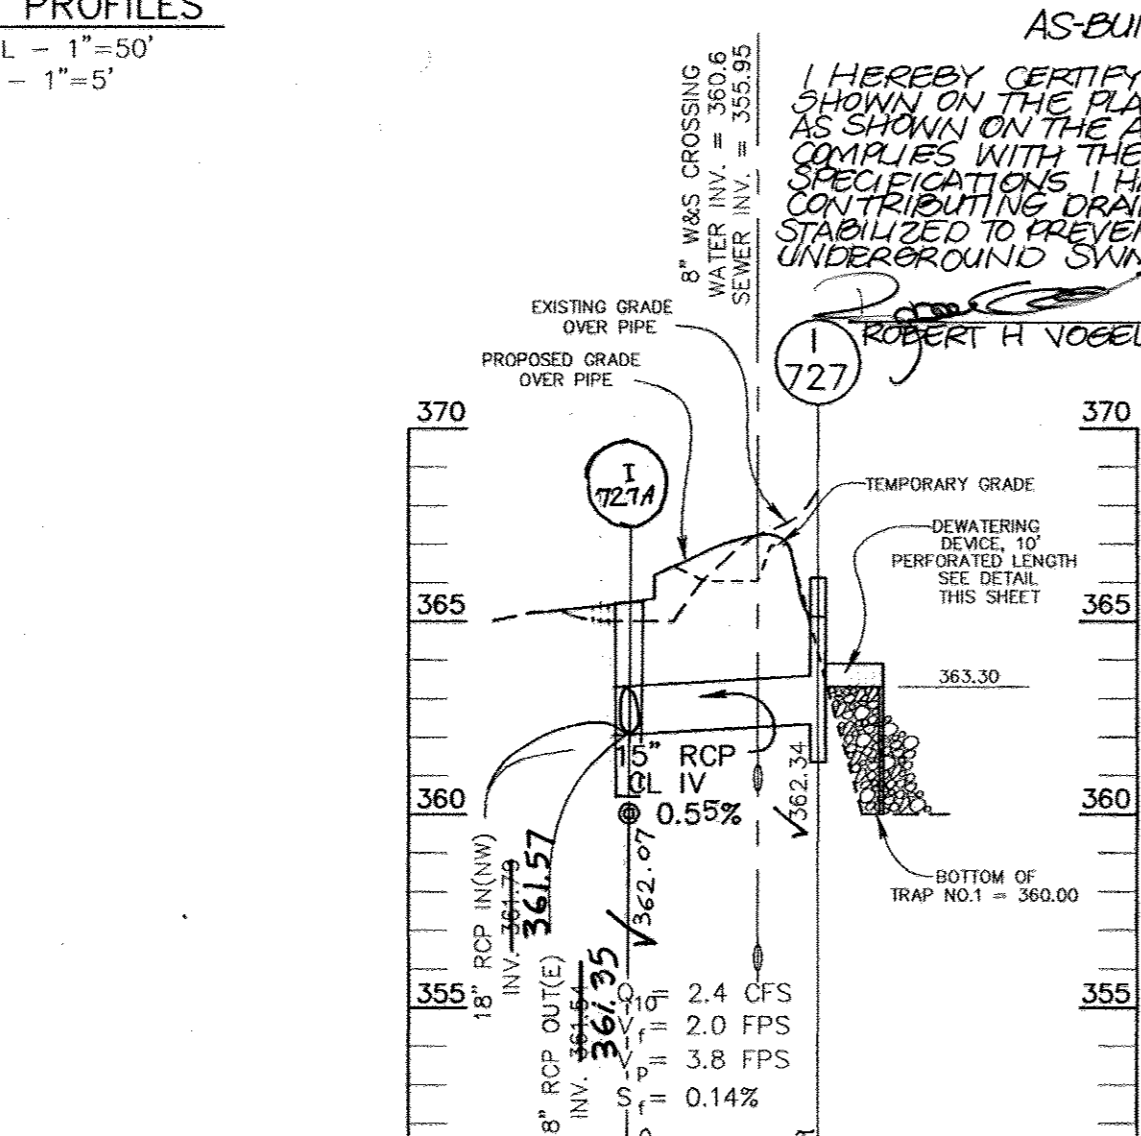 PROFILES
L - 1"=50'
- 1"=5'
AS-BUI
I HEREBY CERTIFY
SHOWN ON THE PLA
AS SHOWN ON THE A
COMPLIES WITH THE
SPECIFICATIONS I HA
CONTRIBUTING DRAI
STABILIZED TO PREVEN
UNDERGROUND SWM
ROBERT H VOGEL
8" W&S CROSSING
WATER INV. = 360.6
SEWER INV. = 355.95
EXISTING GRADE
OVER PIPE
PROPOSED GRADE
OVER PIPE
I
727
I
727A
370
370
TEMPORARY GRADE
DEWATERING
DEVICE, 10'
PERFORATED LENGTH
SEE DETAIL
THIS SHEET
365
365
363.30
15" RCP
CL IV
0.55%
362.34
362.07
360
360
BOTTOM OF
TRAP NO.1 = 360.00
18" RCP IN(NW)
INV. 361.79
361.57
8" RCP OUT(E)
INV. 361.54
361.35
355
355
Q10= 2.4 CFS
Vf= 2.0 FPS
Vp= 3.8 FPS
Sf= 0.14%